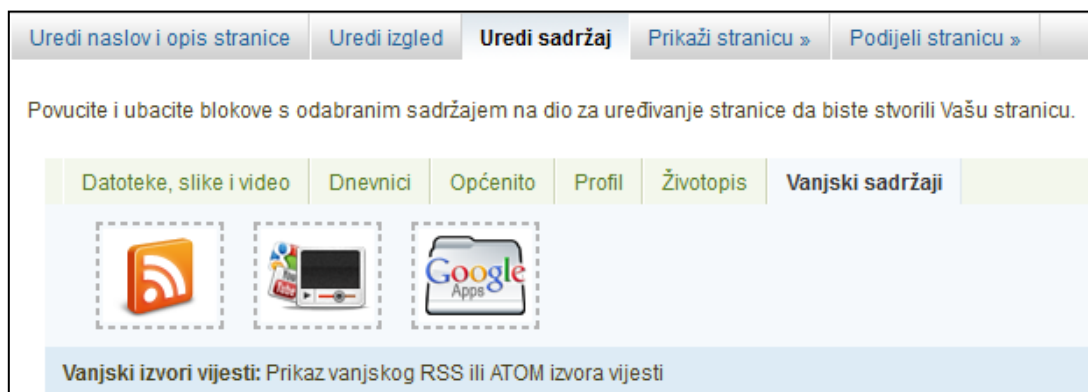 Uredi naslov i opis stranice Uredi izgled Uredi sadržaj Prikaži stranicu » Podijeli stranicu »
Povucite i ubacite blokove s odabranim sadržajem na dio za uređivanje stranice da biste stvorili Vašu stranicu.
Datoteke, slike i video Dnevnici Općenito Profil Životopis Vanjski sadržaji
You Tube Google Apps
Vanjski izvori vijesti: Prikaz vanjskog RSS ili ATOM izvora vijesti